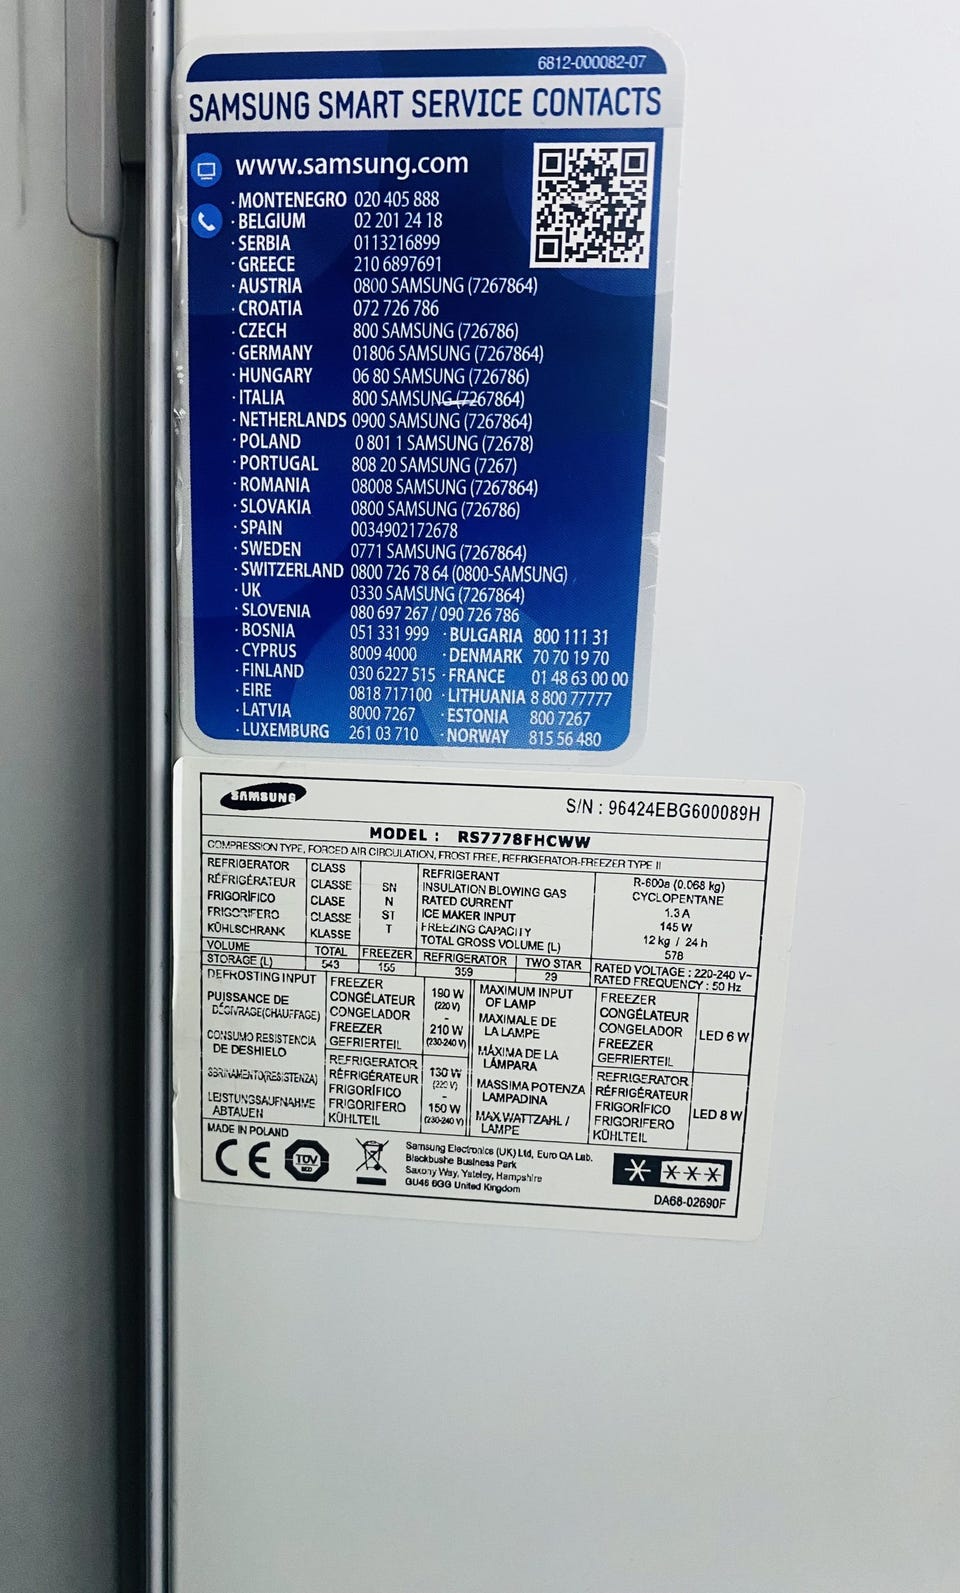 6812-000082-07
SAMSUNG SMART SERVICE CONTACTS
www.samsung.com
· MONTENEGRO 020 405 888
· BELGIUM 02 201 24 18
· SERBIA 0113216899
· GREECE 210 6897691
· AUSTRIA 0800 SAMSUNG (7267864)
· CROATIA 072 726 786
· CZECH 800 SAMSUNG (726786)
· GERMANY 01806 SAMSUNG (7267864)
· HUNGARY 06 80 SAMSUNG (726786)
· ITALIA 800 SAMSUNG (7267864)
· NETHERLANDS 0900 SAMSUNG (7267864)
· POLAND 0 801 1 SAMSUNG (72678)
· PORTUGAL 808 20 SAMSUNG (7267)
· ROMANIA 08008 SAMSUNG (7267864)
· SLOVAKIA 0800 SAMSUNG (726786)
· SPAIN 0034902172678
· SWEDEN 0771 SAMSUNG (7267864)
· SWITZERLAND 0800 726 78 64 (0800-SAMSUNG)
· UK 0330 SAMSUNG (7267864)
· SLOVENIA 080 697 267 / 090 726 786
· BOSNIA 051 331 999 · BULGARIA 800 111 31
· CYPRUS 8009 4000 · DENMARK 70 70 19 70
· FINLAND 030 6227 515 · FRANCE 01 48 63 00 00
· EIRE 0818 717100 · LITHUANIA 8 800 77777
· LATVIA 8000 7267 · ESTONIA 800 7267
· LUXEMBURG 261 03 710 · NORWAY 815 56 480
SAMSUNG S/N : 96424EBG600089H
MODEL : RS7778FHCWW
COMPRESSION TYPE, FORCED AIR CIRCULATION, FROST FREE, REFRIGERATOR-FREEZER TYPE II
REFRIGERATOR CLASS REFRIGERANT R-600a (0.068 kg)
RÉFRIGÉRATEUR CLASSE SN INSULATION BLOWING GAS CYCLOPENTANE
FRIGORÍFICO CLASE N RATED CURRENT 1.3 A
FRIGORIFERO CLASSE ST ICE MAKER INPUT 145 W
KÜHLSCHRANK KLASSE T FREEZING CAPACITY 12 kg / 24 h
TOTAL GROSS VOLUME (L) 578
VOLUME TOTAL FREEZER REFRIGERATOR TWO STAR RATED VOLTAGE : 220-240 V~
STORAGE (L) 543 155 359 29 RATED FREQUENCY : 50 Hz
DEFROSTING INPUT
PUISSANCE DE
DÉGIVRAGE(CHAUFFAGE)
CONSUMO RESISTENCIA
DE DESHIELO
SBRINAMENTO(RESISTENZA)
LEISTUNGSAUFNAHME
ABTAUEN
FREEZER
CONGÉLATEUR
CONGELADOR
FREEZER
GEFRIERTEIL
190 W
(220 V)
-
210 W
(230-240 V)
REFRIGERATOR
RÉFRIGÉRATEUR
FRIGORÍFICO
FRIGORIFERO
KÜHLTEIL
130 W
(220 V)
-
150 W
(230-240 V)
MAXIMUM INPUT
OF LAMP
MAXIMALE DE
LA LAMPE
MÁXIMA DE LA
LÁMPARA
MASSIMA POTENZA
LAMPADINA
MAX.WATTZAHL /
LAMPE
FREEZER
CONGÉLATEUR
CONGELADOR
FREEZER
GEFRIERTEIL
LED 6 W
REFRIGERATOR
RÉFRIGÉRATEUR
FRIGORÍFICO
FRIGORIFERO
KÜHLTEIL
LED 8 W
MADE IN POLAND
CE TÜV
Samsung Electronics (UK) Ltd, Euro QA Lab.
Blackbushe Business Park
Saxony Way, Yateley, Hampshire
GU46 6GG United Kingdom
DA68-02690F